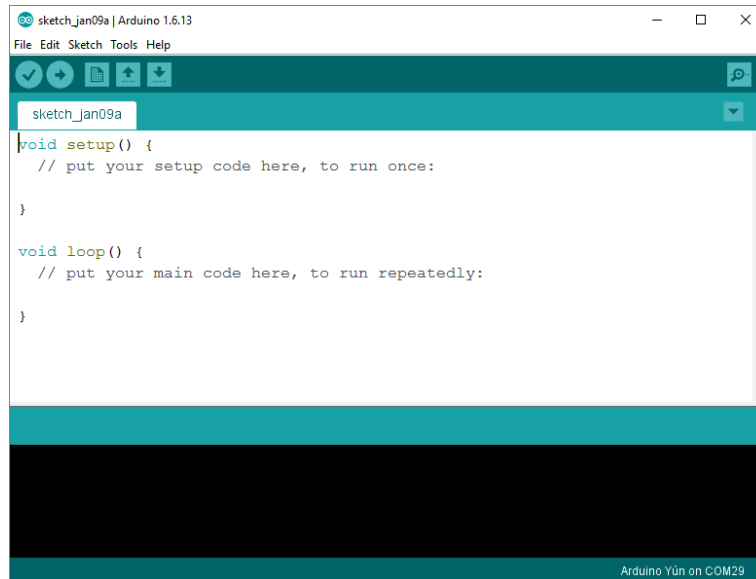 sketch_jan09a | Arduino 1.6.13
File Edit Sketch Tools Help
sketch_jan09a
void setup() {
  // put your setup code here, to run once:
}
void loop() {
  // put your main code here, to run repeatedly:
}
Arduino Yún on COM29